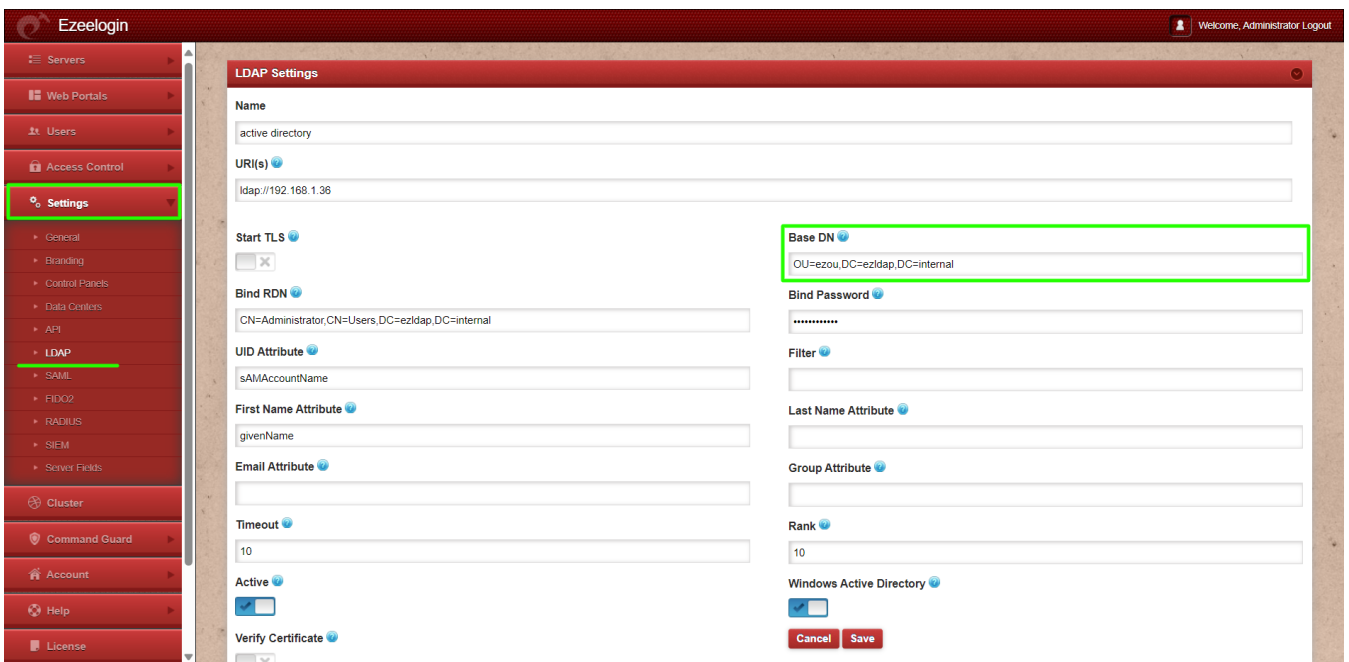 Ezeelogin
Welcome, Administrator Logout
Servers
Web Portals
Users
Access Control
Settings
General
Branding
Control Panels
Data Centers
API
LDAP
SAML
FIDO2
RADIUS
SIEM
Server Fields
Cluster
Command Guard
Account
Help
License
LDAP Settings
Name
active directory
URI(s)
ldap://192.168.1.36
Start TLS
Base DN
OU=ezou,DC=ezldap,DC=internal
Bind RDN
CN=Administrator,CN=Users,DC=ezldap,DC=internal
Bind Password
••••••••••••
UID Attribute
sAMAccountName
Filter
First Name Attribute
givenName
Last Name Attribute
Email Attribute
Group Attribute
Timeout
10
Rank
10
Active
Windows Active Directory
Verify Certificate
Cancel Save